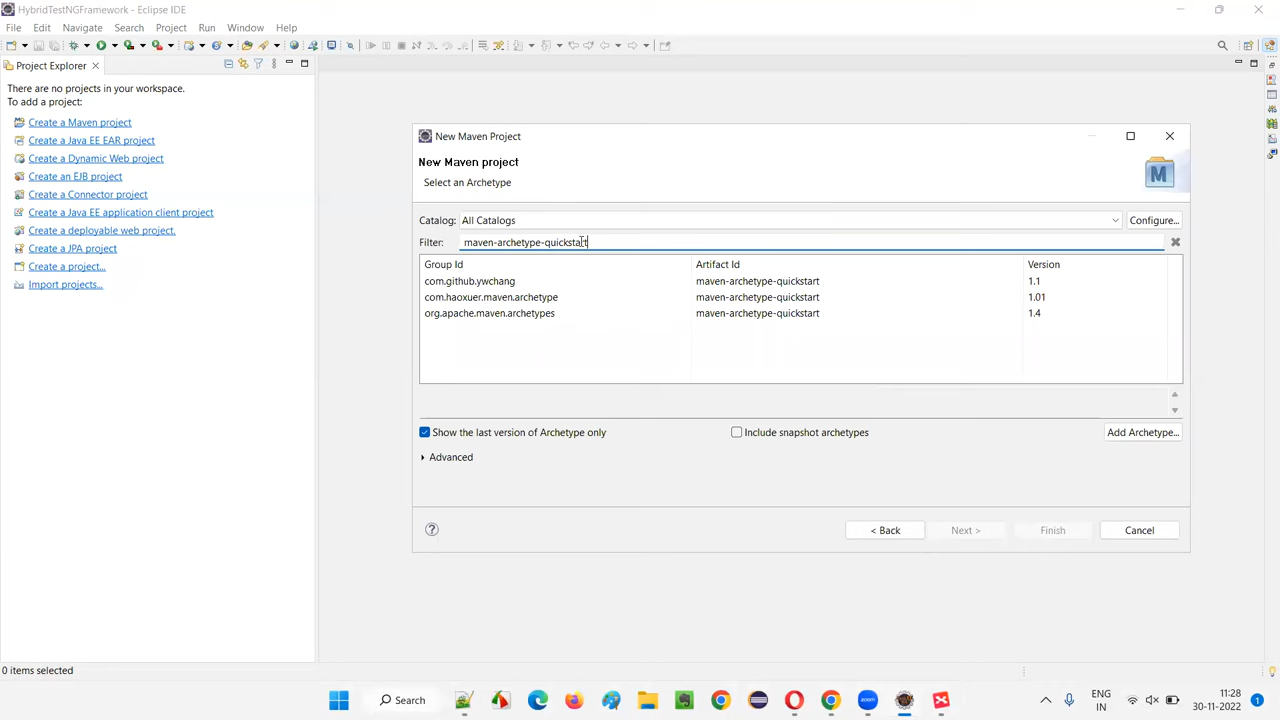 HybridTestNGFramework - Eclipse IDE
File Edit Navigate Search Project Run Window Help
Project Explorer
There are no projects in your workspace.
To add a project:
Create a Maven project
Create a Java EE EAR project
Create a Dynamic Web project
Create an EJB project
Create a Connector project
Create a Java EE application client project
Create a deployable web project.
Create a JPA project
Create a project...
Import projects...
New Maven Project
New Maven project
Select an Archetype
M
Catalog: All Catalogs Configure...
Filter: maven-archetype-quickstart
Group Id Artifact Id Version
com.github.ywchang maven-archetype-quickstart 1.1
com.haoxuer.maven.archetype maven-archetype-quickstart 1.01
org.apache.maven.archetypes maven-archetype-quickstart 1.4
Show the last version of Archetype only Include snapshot archetypes Add Archetype...
Advanced
? < Back Next > Finish Cancel
0 items selected
Search
ENG
IN
11:28
30-11-2022
1